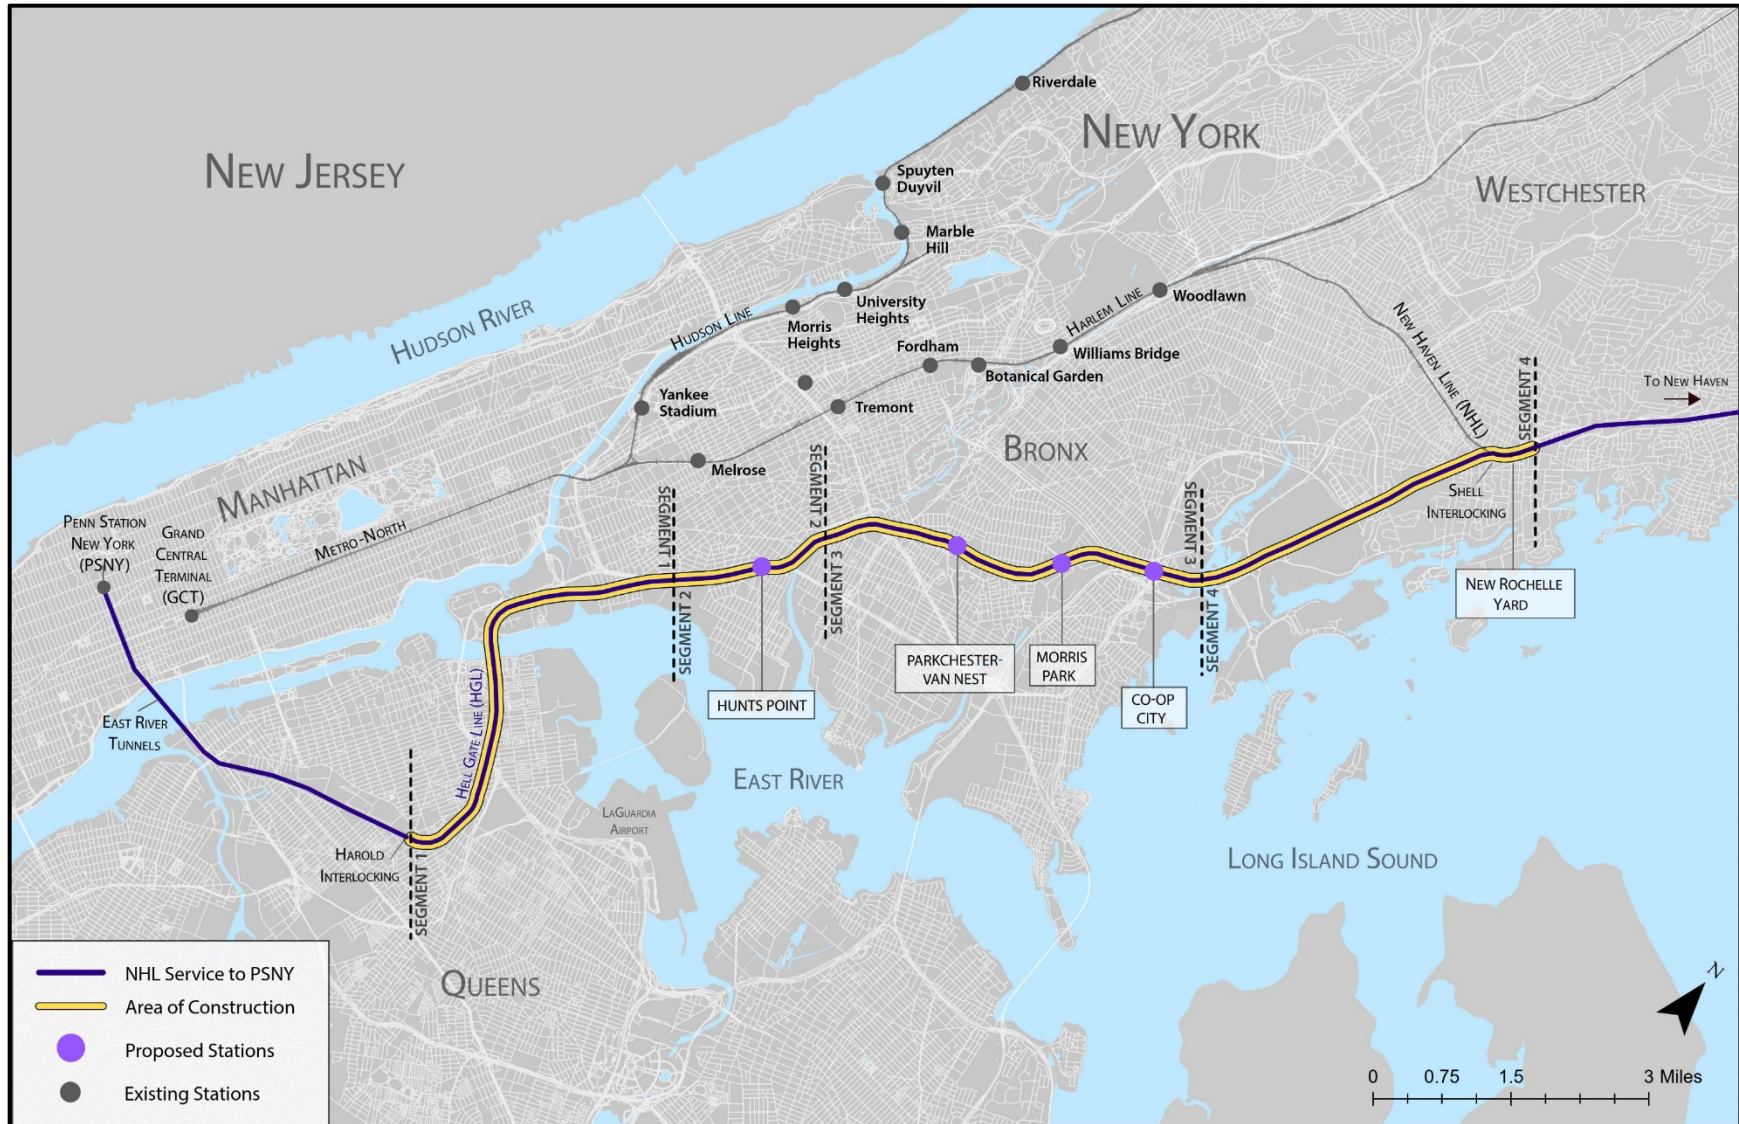 NEW JERSEY
NEW YORK
WESTCHESTER
HUDSON RIVER
Riverdale
Spuyten
Duyvil
Marble
Hill
University
Heights
Morris
Heights
HUDSON LINE
HARLEM LINE
Woodlawn
Williams Bridge
Fordham
Botanical Garden
Tremont
Yankee
Stadium
Melrose
NEW HAVEN LINE (NHL)
TO NEW HAVEN
BRONX
MANHATTAN
METRO-NORTH
PENN STATION
NEW YORK
(PSNY)
GRAND
CENTRAL
TERMINAL
(GCT)
EAST RIVER
TUNNELS
HELL GATE LINE (HGL)
HAROLD
INTERLOCKING
SEGMENT 1
SEGMENT 1
SEGMENT 2
SEGMENT 2
SEGMENT 3
SEGMENT 3
SEGMENT 4
SEGMENT 4
SHELL
INTERLOCKING
NEW ROCHELLE
YARD
HUNTS POINT
PARKCHESTER-
VAN NEST
MORRIS
PARK
CO-OP
CITY
EAST RIVER
LAGUARDIA
AIRPORT
LONG ISLAND SOUND
QUEENS
NHL Service to PSNY
Area of Construction
Proposed Stations
Existing Stations
N
0 0.75 1.5 3 Miles